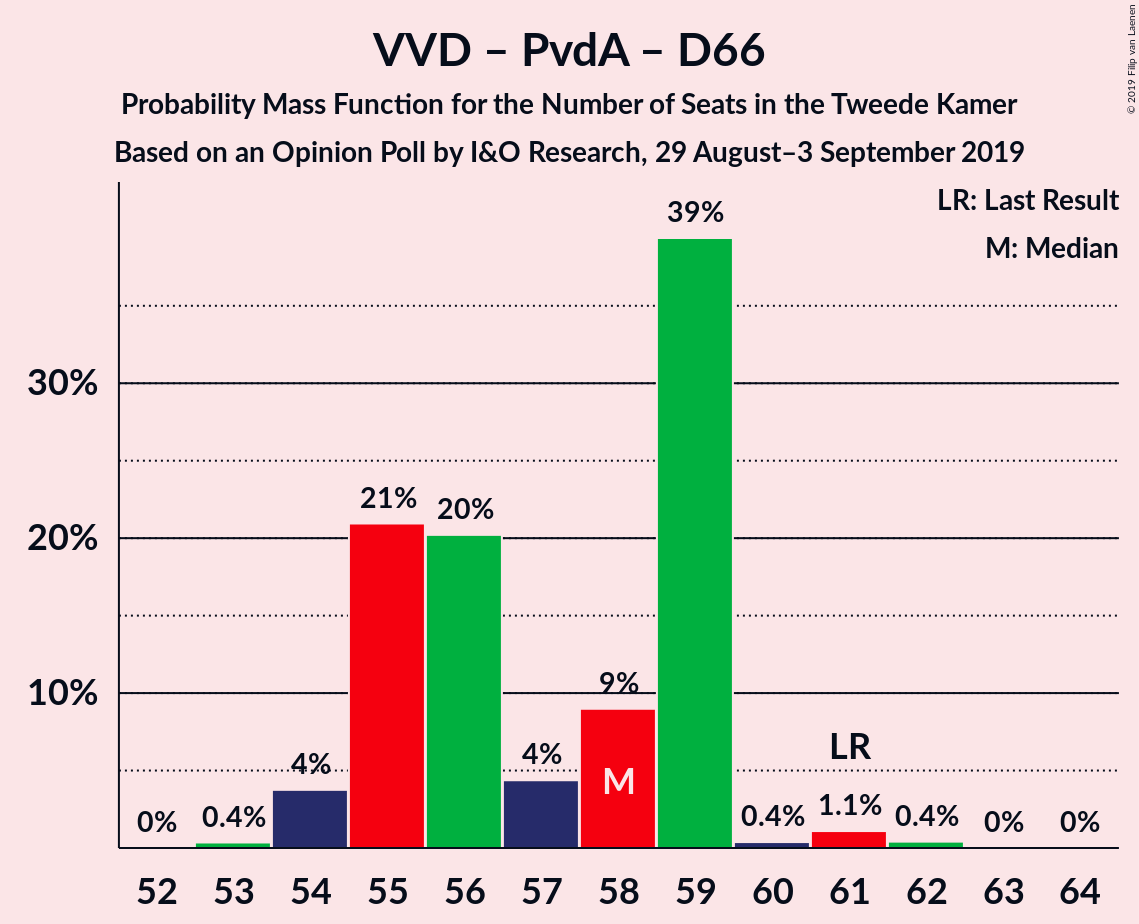 VVD – PvdA – D66
Probability Mass Function for the Number of Seats in the Tweede Kamer
Based on an Opinion Poll by I&O Research, 29 August–3 September 2019
© 2019 Filip van Laenen
LR: Last Result
M: Median
39%
30%
21%
20%
20%
10%
9%
LR
4%
4%
M
0%
0.4%
0.4%
1.1%
0.4%
0%
0%
52 53 54 55 56 57 58 59 60 61 62 63 64